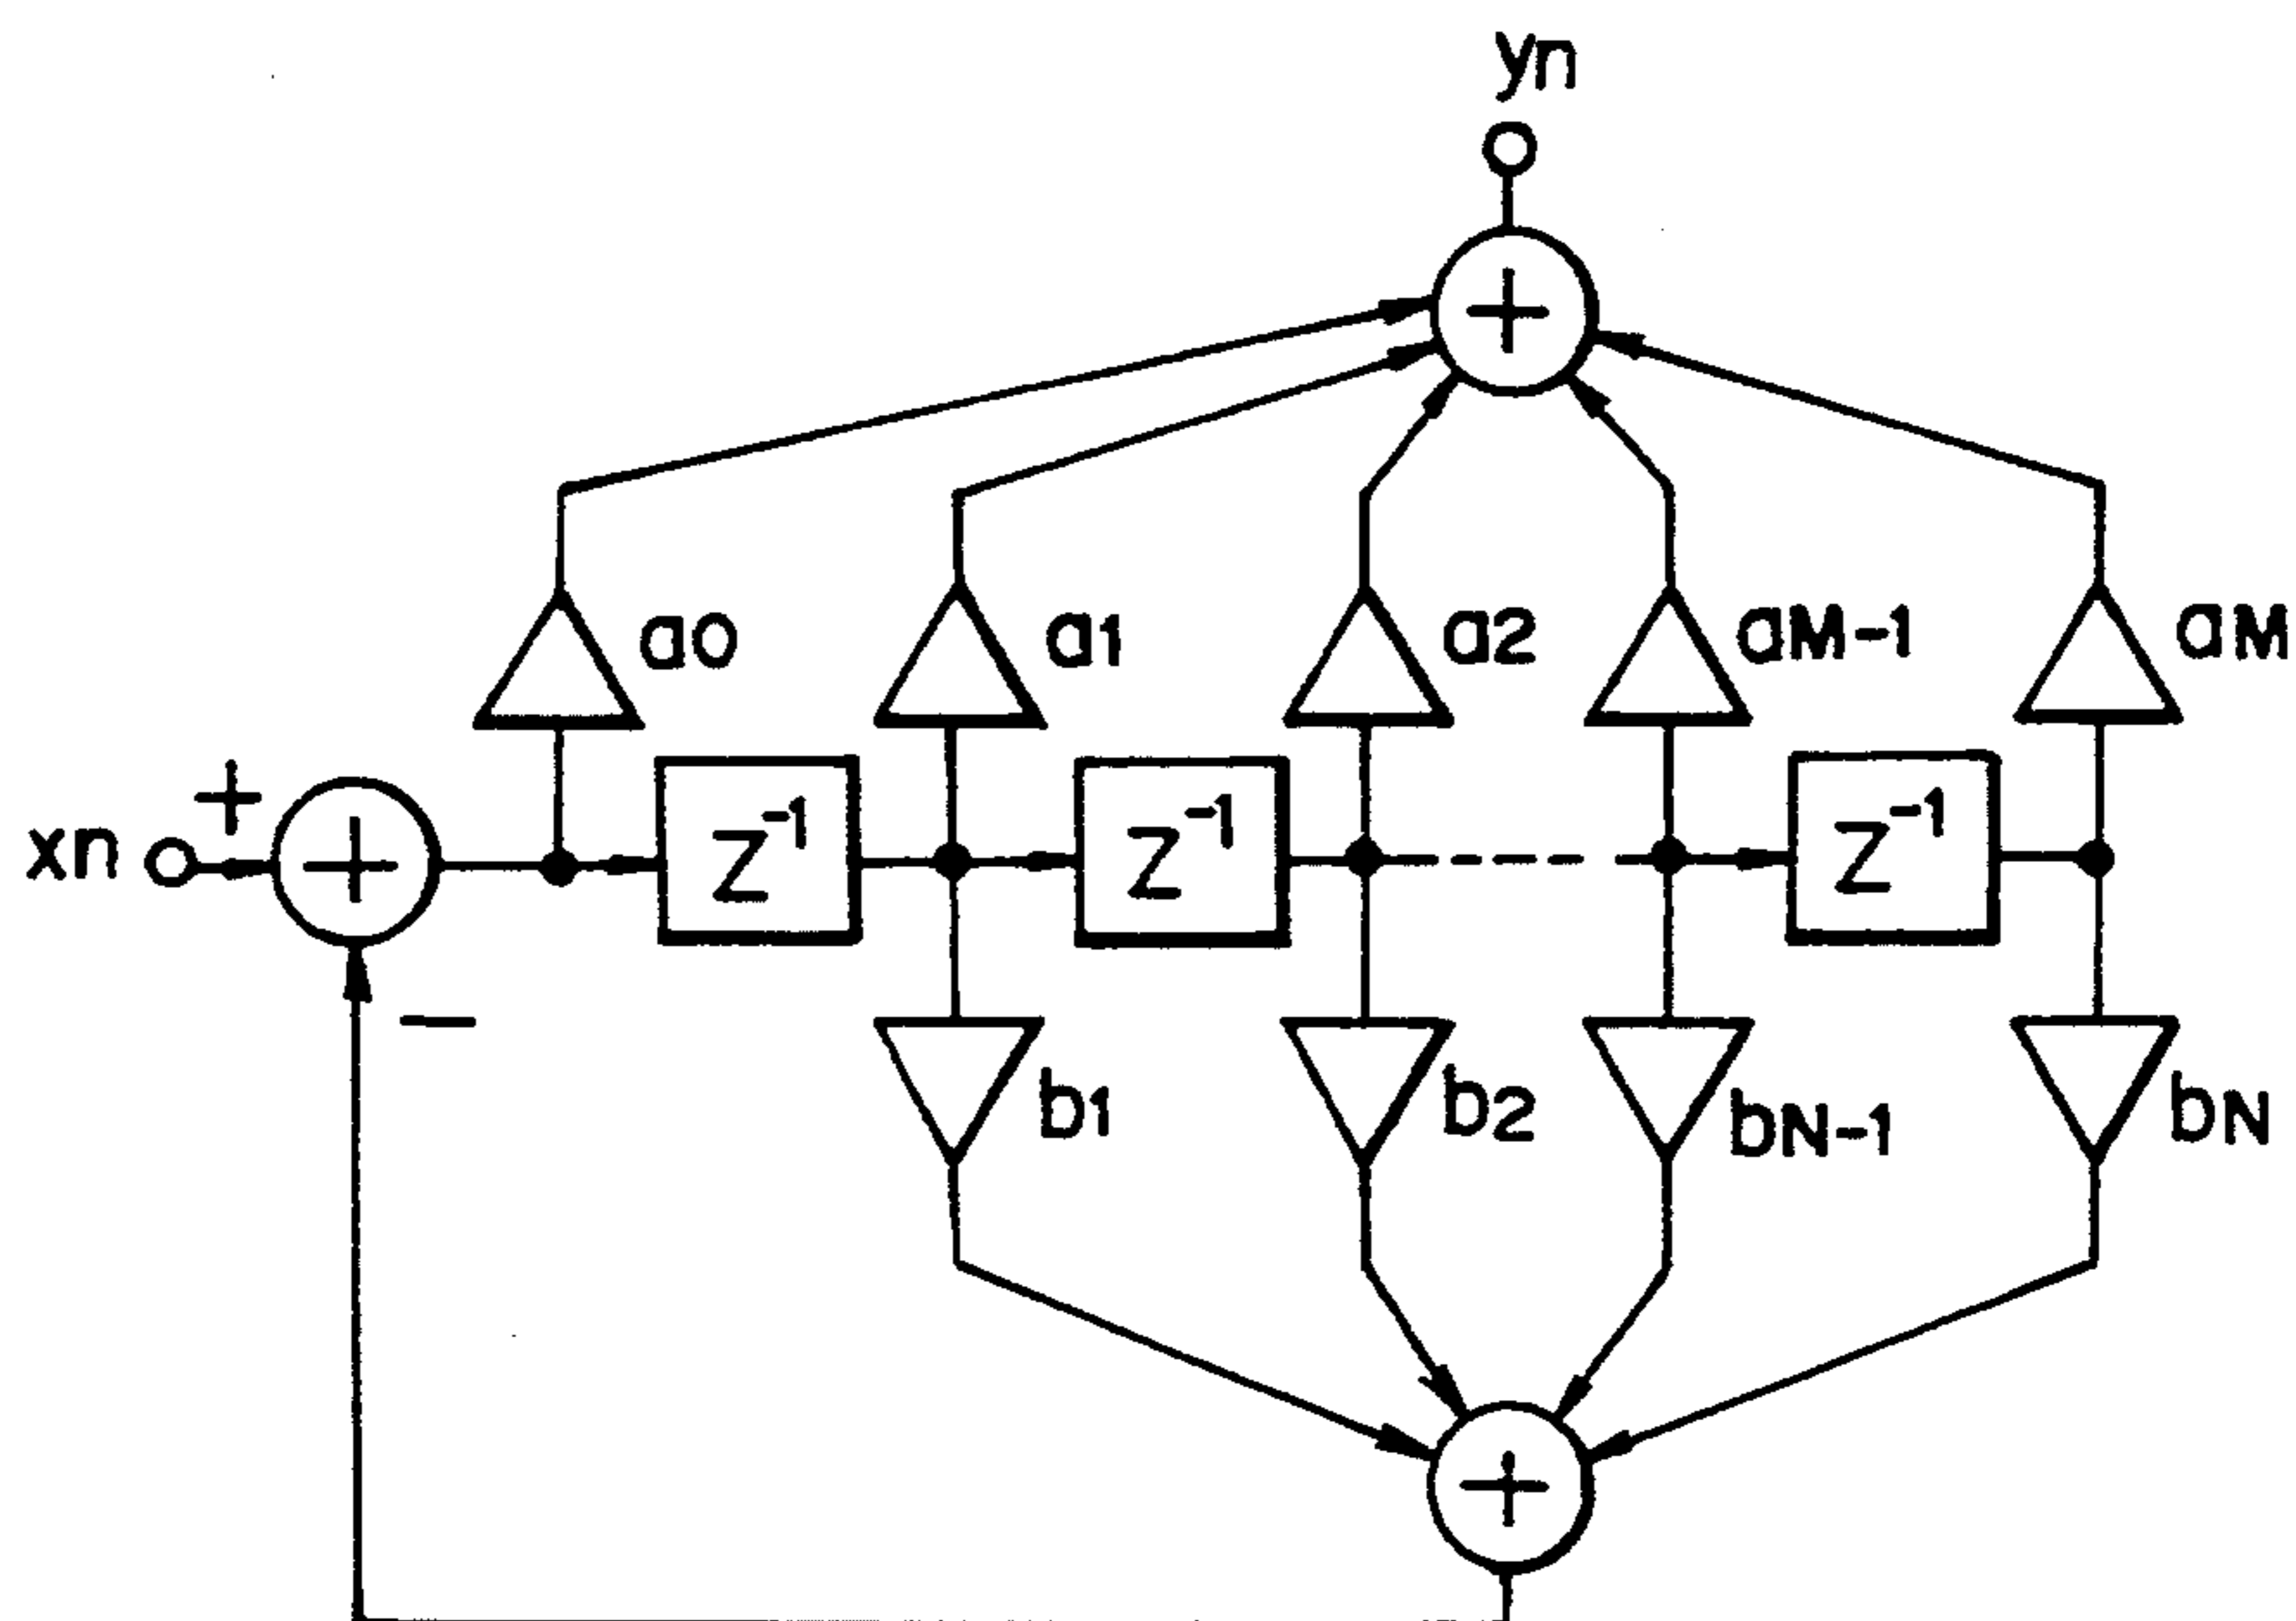 yn
+
a0 a1 a2 aM-1 aM
+
xn + Z-1 Z-1 Z-1
−
b1 b2 bN-1 bN
+